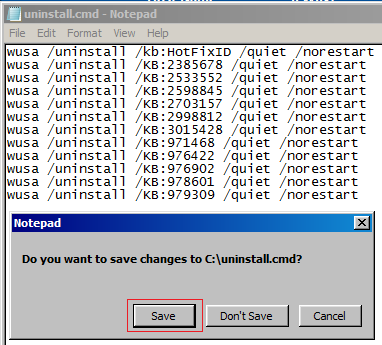 uninstall.cmd - Notepad
File Edit Format View Help
wusa /uninstall /kb:HotFixID /quiet /norestart
wusa /uninstall /KB:2385678 /quiet /norestart
wusa /uninstall /KB:2533552 /quiet /norestart
wusa /uninstall /KB:2598845 /quiet /norestart
wusa /uninstall /KB:2703157 /quiet /norestart
wusa /uninstall /KB:2998812 /quiet /norestart
wusa /uninstall /KB:3015428 /quiet /norestart
wusa /uninstall /KB:971468 /quiet /norestart
wusa /uninstall /KB:976422 /quiet /norestart
wusa /uninstall /KB:976902 /quiet /norestart
wusa /uninstall /KB:978601 /quiet /norestart
wusa /uninstall /KB:979309 /quiet /norestart
Notepad
Do you want to save changes to C:\uninstall.cmd?
Save Don't Save Cancel